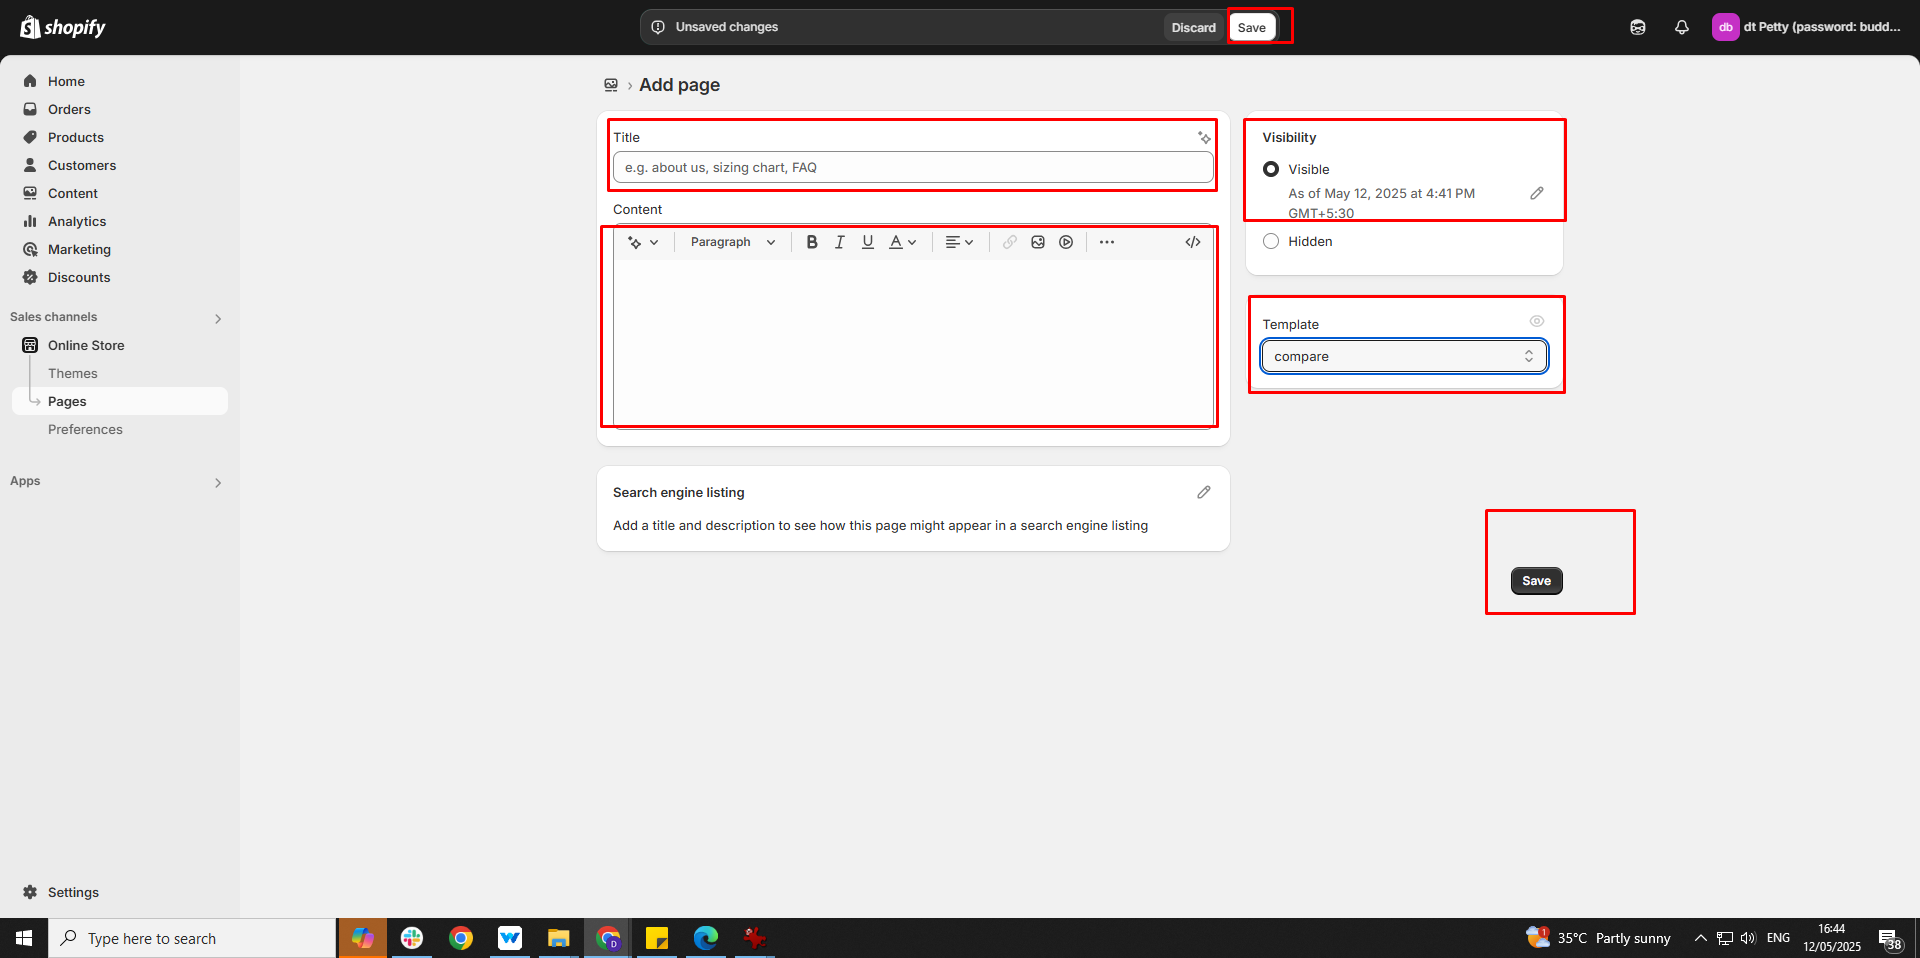 shopify
Unsaved changes
Discard
Save
db
dt Petty (password: budd...
Home
Orders
Products
Customers
Content
Analytics
Marketing
Discounts
Sales channels
Online Store
Themes
Pages
Preferences
Apps
Settings
Add page
Title
e.g. about us, sizing chart, FAQ
Content
Paragraph
B I U A
</>
Search engine listing
Add a title and description to see how this page might appear in a search engine listing
Visibility
Visible
As of May 12, 2025 at 4:41 PM
GMT+5:30
Hidden
Template
compare
Save
Type here to search
W
D
1
35°C Partly sunny
ENG
16:44
12/05/2025
38